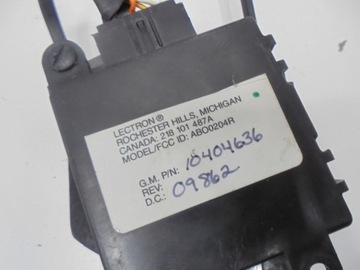 LECTRON®
ROCHESTER HILLS, MICHIGAN
CANADA: 218 101 487A
MODEL/FCC ID: ABO0204R
G.M. P/N: 10404636
REV:
D.C.: 09862